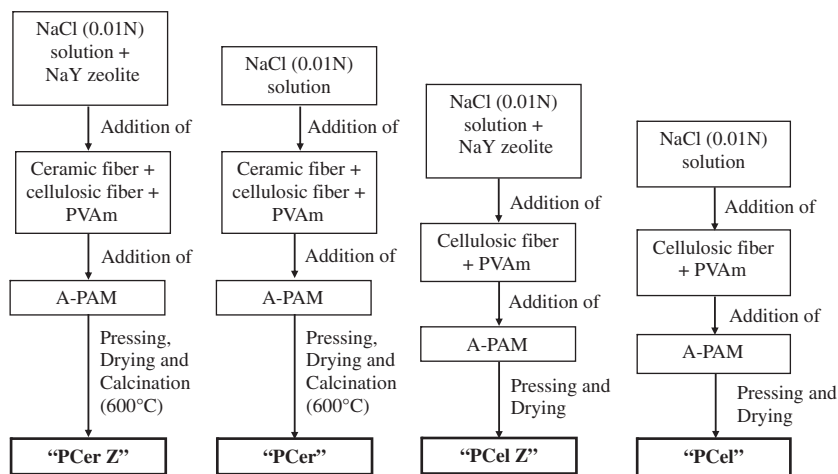 NaCl (0.01N)
solution +
NaY zeolite
Addition of
Ceramic fiber +
cellulosic fiber +
PVAm
Addition of
A-PAM
Pressing,
Drying and
Calcination
(600°C)
“PCer Z”
NaCl (0.01N)
solution
Addition of
Ceramic fiber +
cellulosic fiber +
PVAm
Addition of
A-PAM
Pressing,
Drying and
Calcination
(600°C)
“PCer”
NaCl (0.01N)
solution +
NaY zeolite
Addition of
Cellulosic fiber
+ PVAm
Addition of
A-PAM
Pressing and
Drying
“PCel Z”
NaCl (0.01N)
solution
Addition of
Cellulosic fiber
+ PVAm
Addition of
A-PAM
Pressing and
Drying
“PCel”